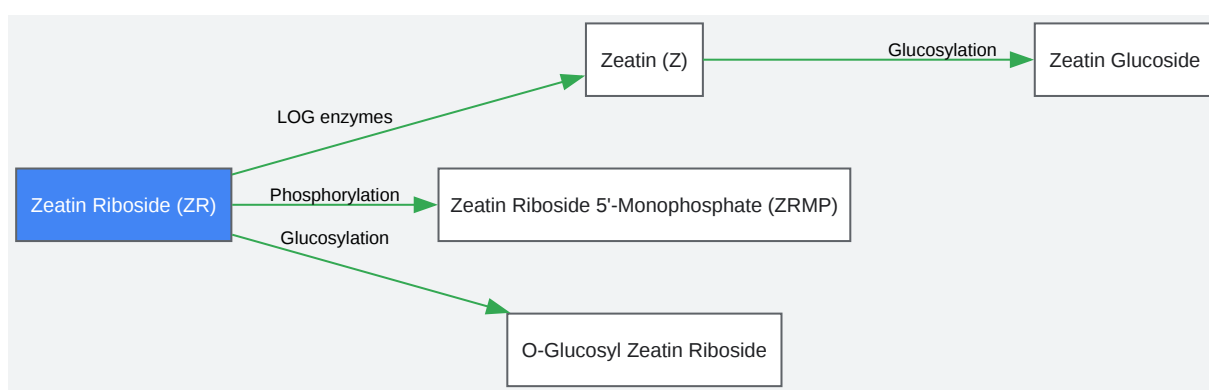 Zeatin (Z)
Glucosylation
Zeatin Glucoside
LOG enzymes
Zeatin Riboside (ZR)
Phosphorylation
Zeatin Riboside 5'-Monophosphate (ZRMP)
Glucosylation
O-Glucosyl Zeatin Riboside